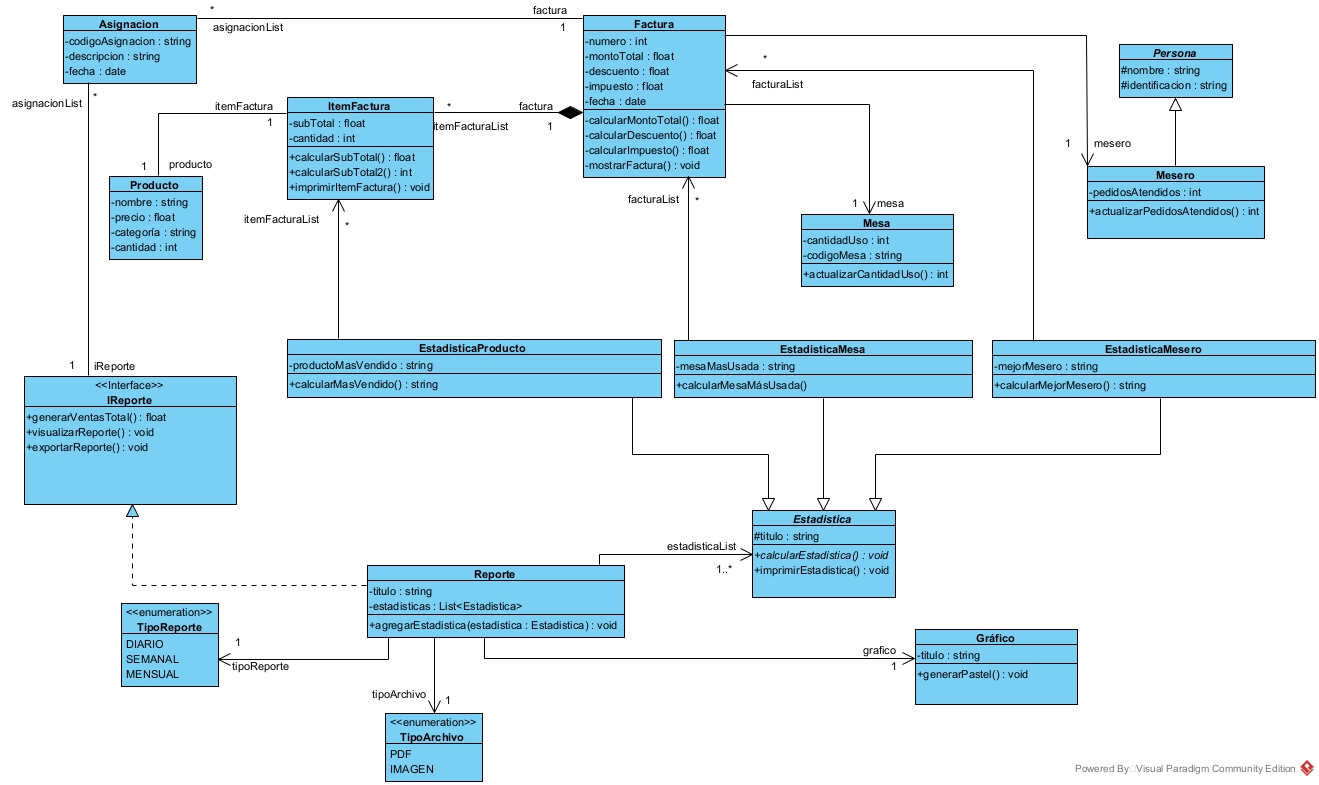 Asignacion
-codigoAsignacion : string
-descripcion : string
-fecha : date
*
asignacionList
factura
1
Factura
-numero : int
-montoTotal : float
-descuento : float
-impuesto : float
-fecha : date
-calcularMontoTotal() : float
-calcularDescuento() : float
-calcularImpuesto() : float
-mostrarFactura() : void
*
facturaList
Persona
#nombre : string
#identificacion : string
asignacionList
*
itemFactura
1
ItemFactura
-subTotal : float
-cantidad : int
+calcularSubTotal() : float
+calcularSubTotal2() : int
+imprimirItemFactura() : void
*
itemFacturaList
factura
1
1
mesero
Mesero
-pedidosAtendidos : int
+actualizarPedidosAtendidos() : int
1
producto
Producto
-nombre : string
-precio : float
-categoría : string
-cantidad : int
itemFacturaList
*
facturaList
*
1
mesa
Mesa
-cantidadUso : int
-codigoMesa : string
+actualizarCantidadUso() : int
EstadisticaProducto
-productoMasVendido : string
+calcularMasVendido() : string
EstadisticaMesa
-mesaMasUsada : string
+calcularMesaMásUsada()
EstadisticaMesero
-mejorMesero : string
+calcularMejorMesero() : string
1
iReporte
<<Interface>>
IReporte
+generarVentasTotal() : float
+visualizarReporte() : void
+exportarReporte() : void
Estadistica
#titulo : string
+calcularEstadistica() : void
+imprimirEstadistica() : void
estadisticaList
1..*
Reporte
-titulo : string
-estadisticas : List<Estadistica>
+agregarEstadistica(estadistica : Estadistica) : void
<<enumeration>>
TipoReporte
DIARIO
SEMANAL
MENSUAL
1
tipoReporte
grafico
1
Gráfico
-titulo : string
+generarPastel() : void
tipoArchivo
1
<<enumeration>>
TipoArchivo
PDF
IMAGEN
Powered By Visual Paradigm Community Edition